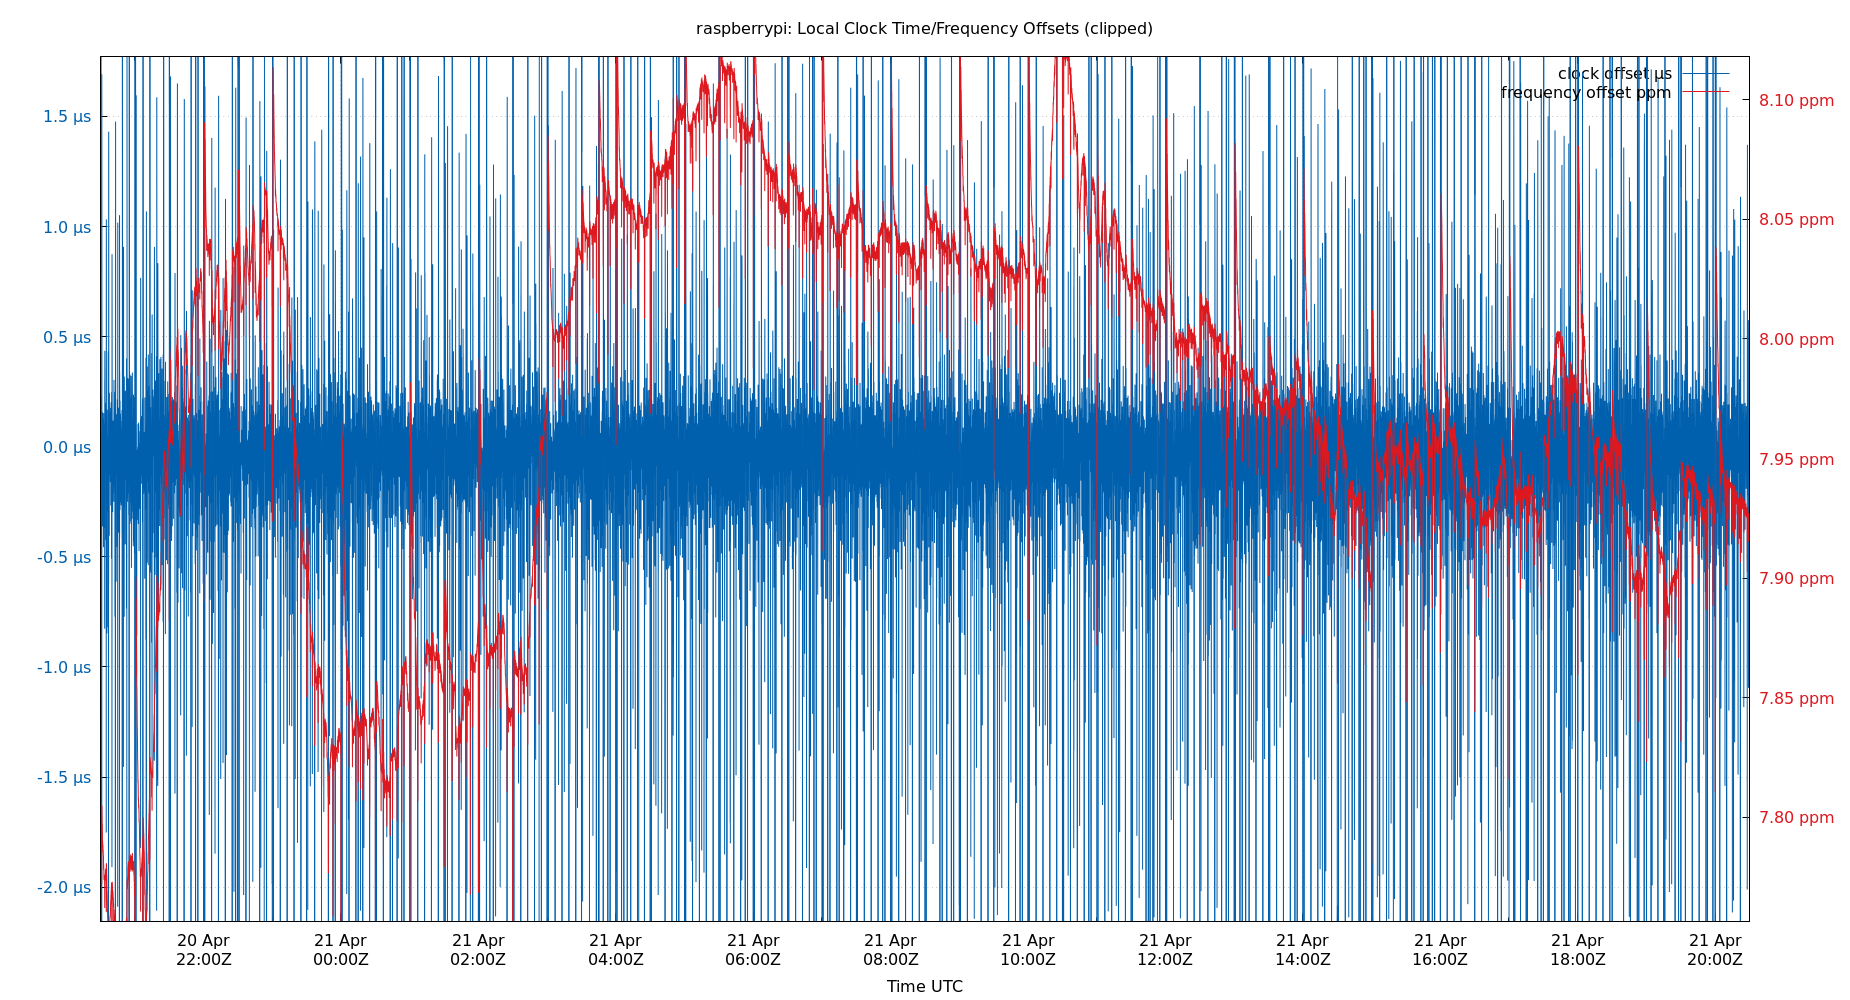 raspberrypi: Local Clock Time/Frequency Offsets (clipped)
clock offset µs
frequency offset ppm
1.5 µs
1.0 µs
0.5 µs
0.0 µs
-0.5 µs
-1.0 µs
-1.5 µs
-2.0 µs
8.10 ppm
8.05 ppm
8.00 ppm
7.95 ppm
7.90 ppm
7.85 ppm
7.80 ppm
20 Apr 21 Apr 21 Apr 21 Apr 21 Apr 21 Apr 21 Apr 21 Apr 21 Apr 21 Apr 21 Apr 21 Apr
22:00Z 00:00Z 02:00Z 04:00Z 06:00Z 08:00Z 10:00Z 12:00Z 14:00Z 16:00Z 18:00Z 20:00Z
Time UTC